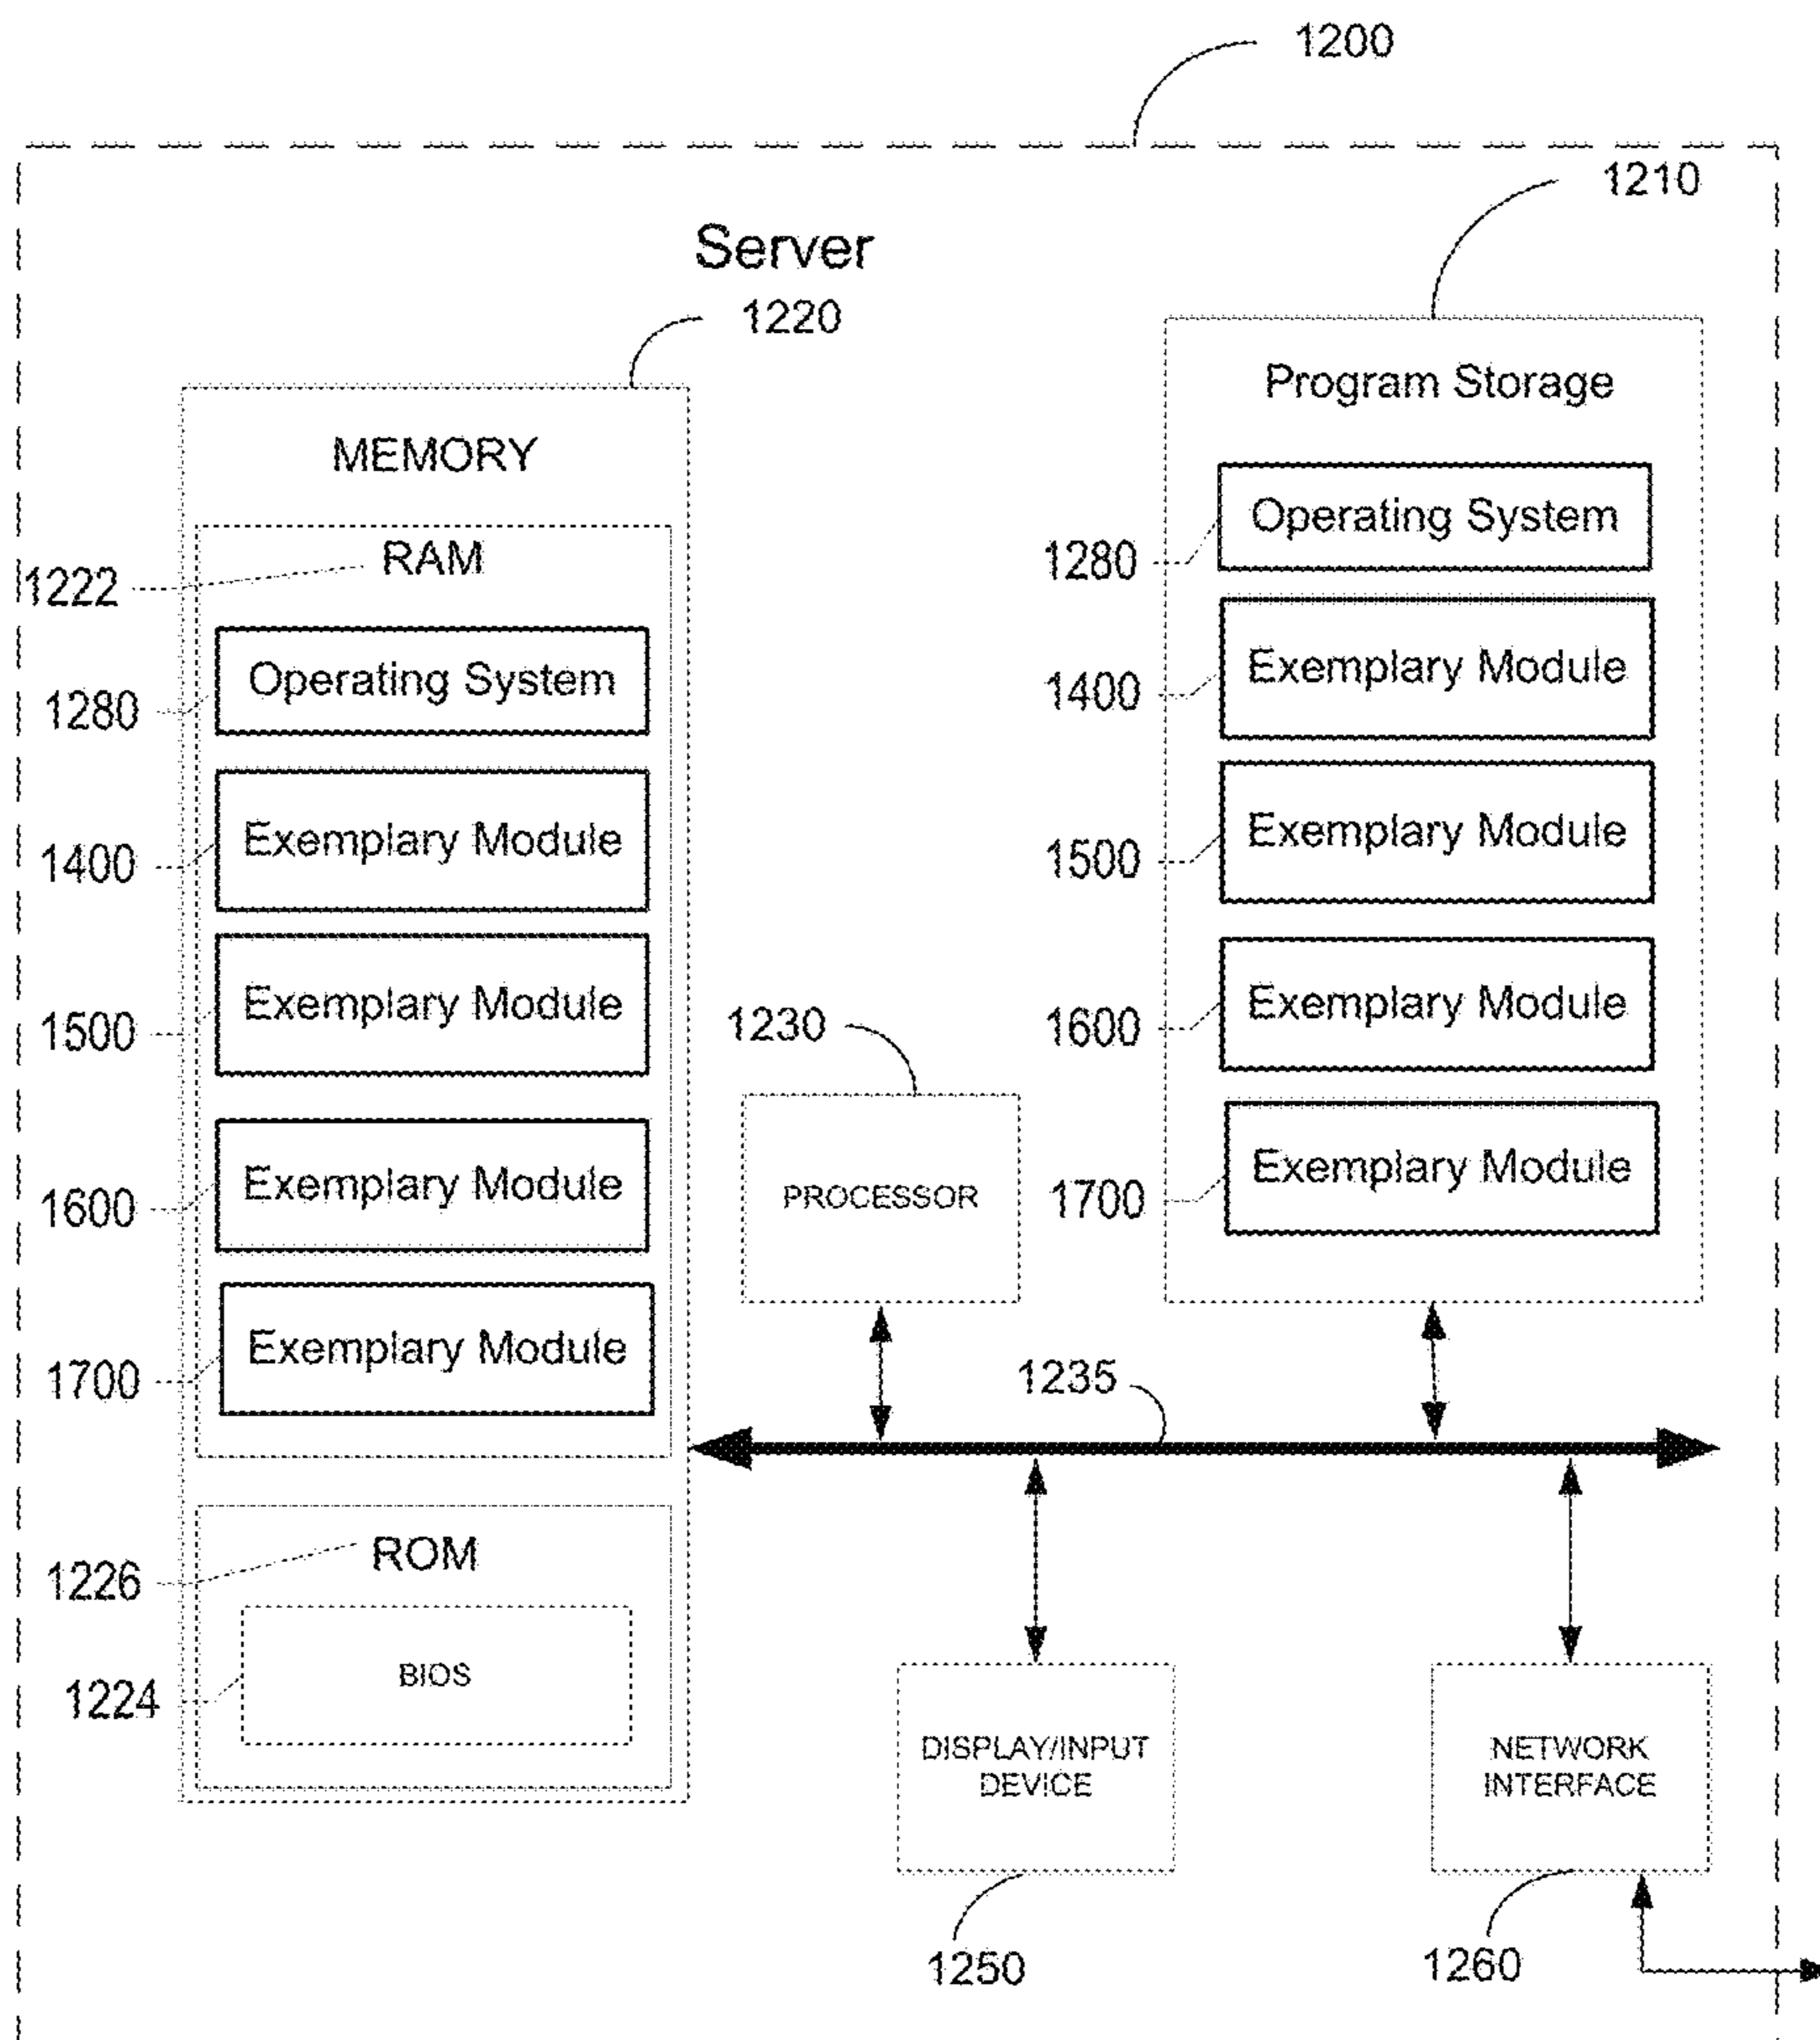 1200
1210
Server
1220
Program Storage
MEMORY
Operating System
1280
RAM
1222
Exemplary Module
1400
Operating System
1280
Exemplary Module
1500
Exemplary Module
1400
Exemplary Module
1600
Exemplary Module
1500
1230
Exemplary Module
1700
PROCESSOR
Exemplary Module
1600
Exemplary Module
1700
1235
ROM
1226
BIOS
1224
DISPLAY/INPUT
DEVICE
NETWORK
INTERFACE
1250
1260